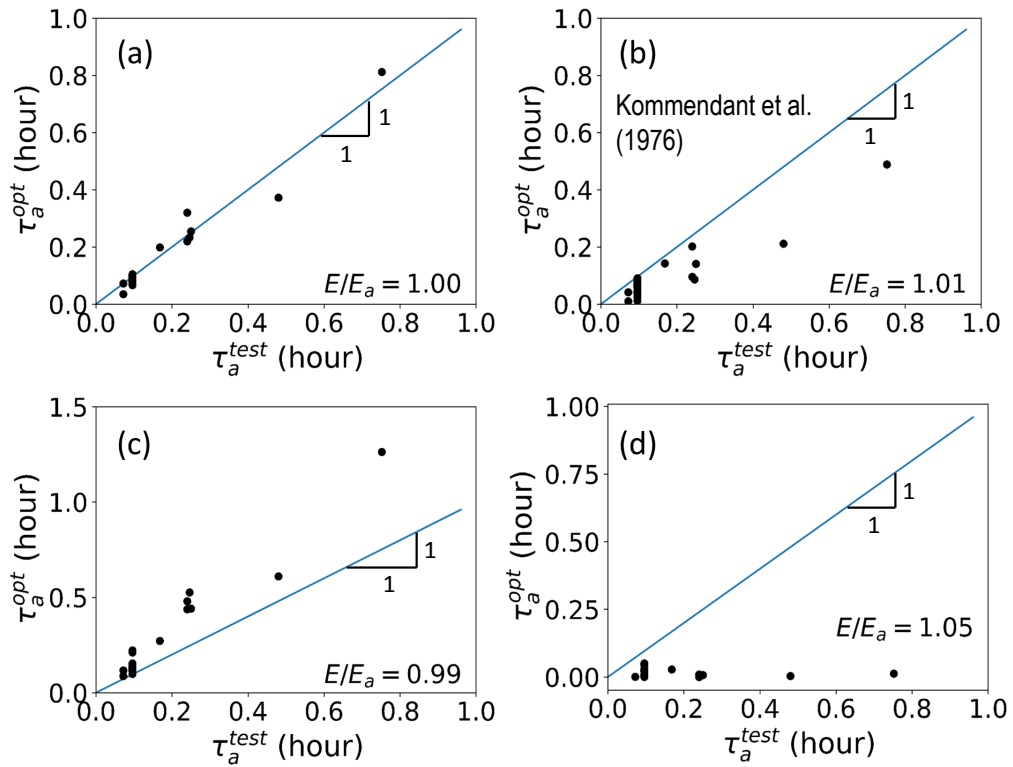 (a)
1.0
0.8
0.6
0.4
0.2
0.0
τ_a^{opt} (hour)
1
1
E/E_a = 1.00
0.0 0.2 0.4 0.6 0.8 1.0
τ_a^{test} (hour)
(b)
Kommendant et al.
(1976)
1.0
0.8
0.6
0.4
0.2
0.0
τ_a^{opt} (hour)
1
1
E/E_a = 1.01
0.0 0.2 0.4 0.6 0.8 1.0
τ_a^{test} (hour)
(c)
1.5
1.0
0.5
0.0
τ_a^{opt} (hour)
1
1
E/E_a = 0.99
0.0 0.2 0.4 0.6 0.8 1.0
τ_a^{test} (hour)
(d)
1.00
0.75
0.50
0.25
0.00
τ_a^{opt} (hour)
1
1
E/E_a = 1.05
0.0 0.2 0.4 0.6 0.8 1.0
τ_a^{test} (hour)